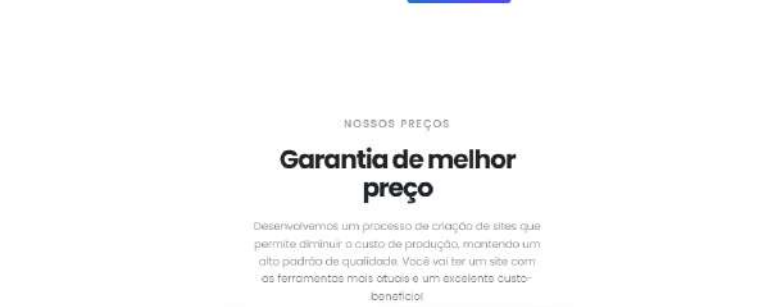 NOSSOS PREÇOS
Garantia de melhor
preço
Desenvolvemos um processo de criação de sites que
permite diminuir o custo de produção, mantendo um
alto padrão de qualidade. Você vai ter um site com
as ferramentas mais atuais e um excelente custo-
benefício!